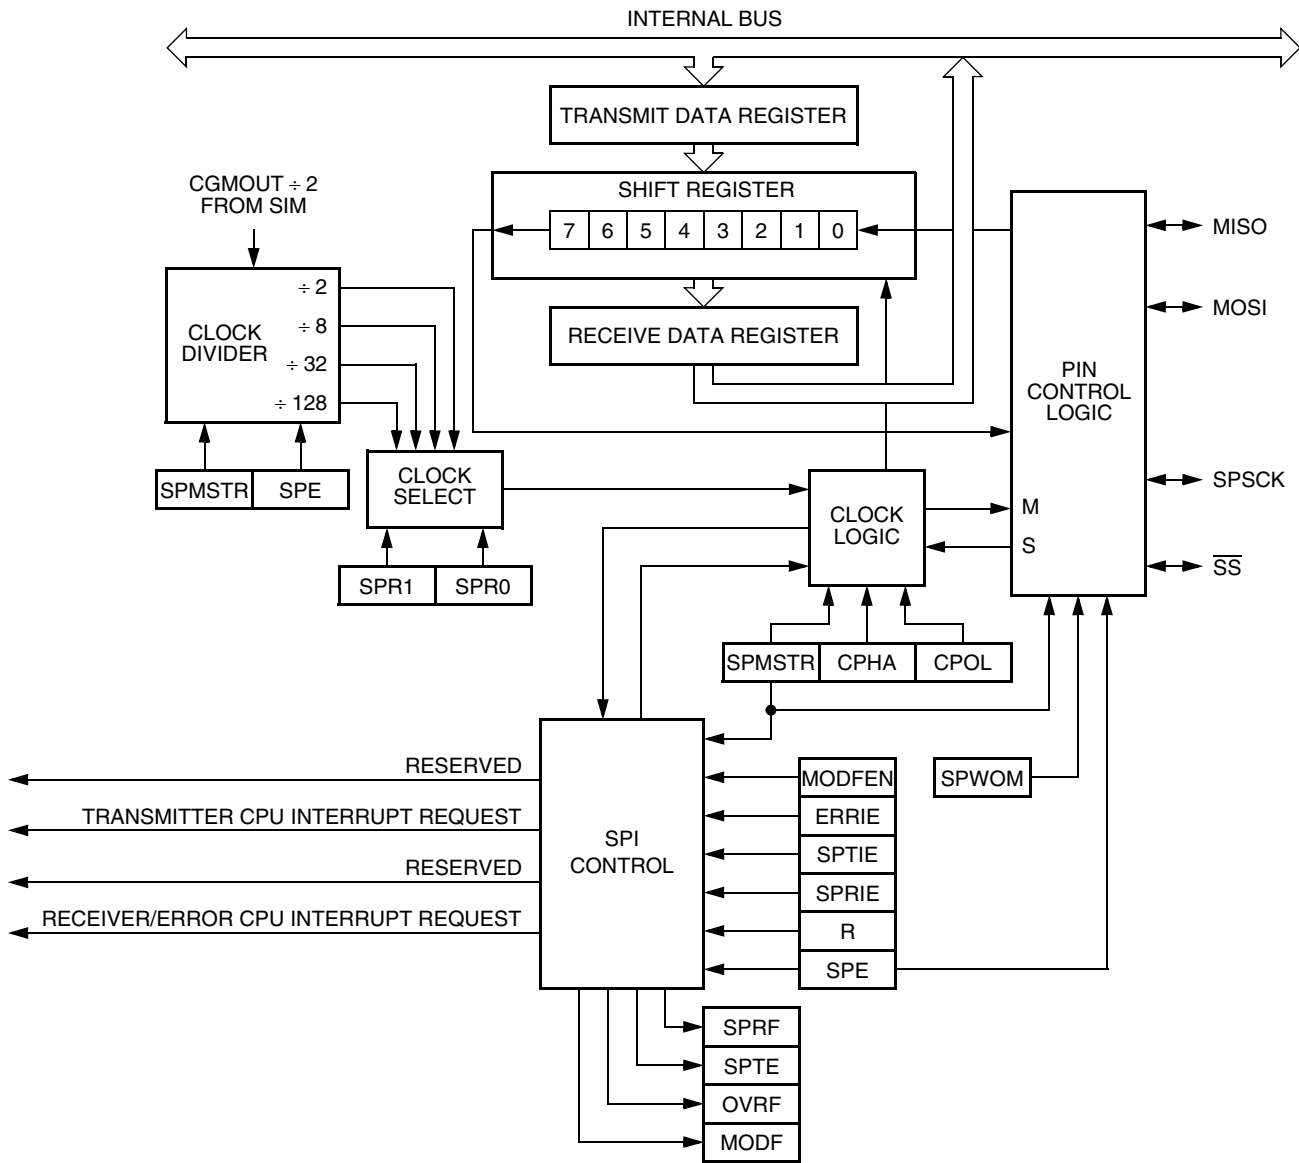 INTERNAL BUS
TRANSMIT DATA REGISTER
SHIFT REGISTER
7 6 5 4 3 2 1 0
RECEIVE DATA REGISTER
CGMOUT ÷ 2
FROM SIM
CLOCK
DIVIDER
÷ 2
÷ 8
÷ 32
÷ 128
SPMSTR SPE
CLOCK
SELECT
SPR1 SPR0
CLOCK
LOGIC
SPMSTR CPHA CPOL
PIN
CONTROL
LOGIC
M
S
MISO
MOSI
SPSCK
S̅S̅
SPWOM
RESERVED
TRANSMITTER CPU INTERRUPT REQUEST
RESERVED
RECEIVER/ERROR CPU INTERRUPT REQUEST
SPI
CONTROL
MODFEN
ERRIE
SPTIE
SPRIE
R
SPE
SPRF
SPTE
OVRF
MODF